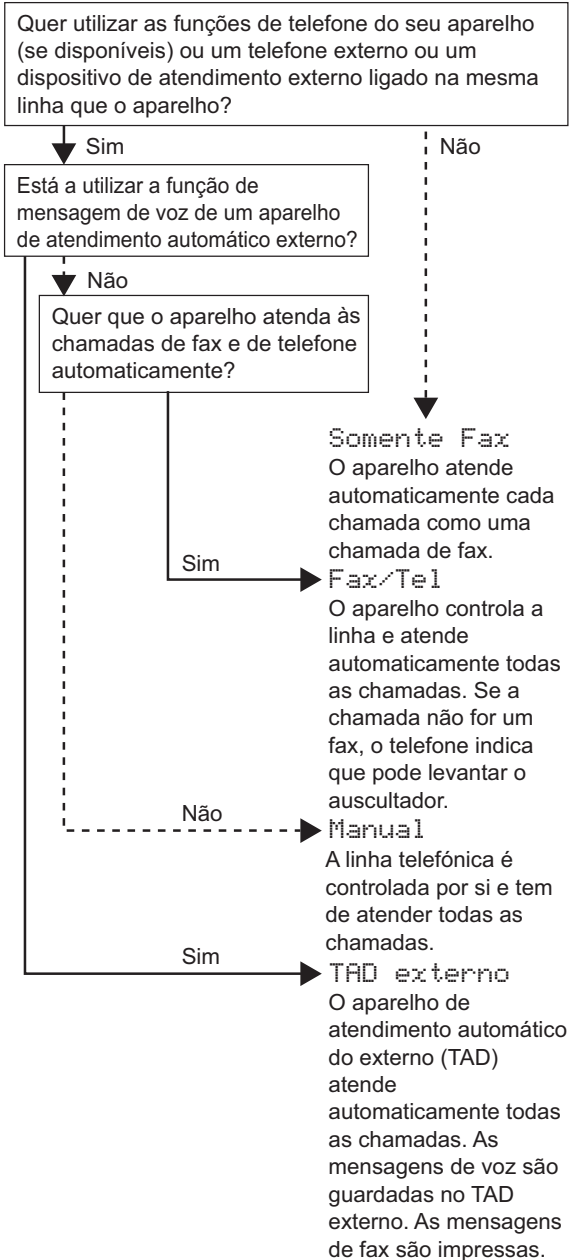 Quer utilizar as funções de telefone do seu aparelho
(se disponíveis) ou um telefone externo ou um
dispositivo de atendimento externo ligado na mesma
linha que o aparelho?
Sim
Não
Está a utilizar a função de
mensagem de voz de um aparelho
de atendimento automático externo?
Não
Quer que o aparelho atenda às
chamadas de fax e de telefone
automaticamente?
Somente Fax
O aparelho atende
automaticamente cada
chamada como uma
chamada de fax.
Sim
Fax/Tel
O aparelho controla a
linha e atende
automaticamente todas
as chamadas. Se a
chamada não for um
fax, o telefone indica
que pode levantar o
auscultador.
Não
Manual
A linha telefónica é
controlada por si e tem
de atender todas as
chamadas.
Sim
TAD externo
O aparelho de
atendimento automático
do externo (TAD)
atende
automaticamente todas
as chamadas. As
mensagens de voz são
guardadas no TAD
externo. As mensagens
de fax são impressas.